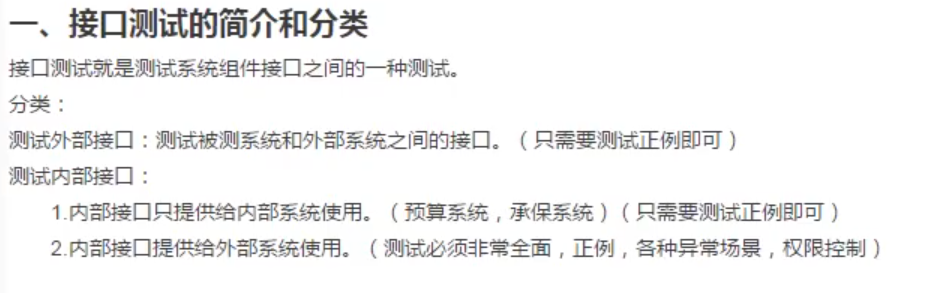 一、接口测试的简介和分类
接口测试就是测试系统组件接口之间的一种测试。
分类：
测试外部接口：测试被测系统和外部系统之间的接口。（只需要测试正例即可）
测试内部接口：
1.内部接口只提供给内部系统使用。（预算系统，承保系统）（只需要测试正例即可）
2.内部接口提供给外部系统使用。（测试必须非常全面，正例，各种异常场景，权限控制）